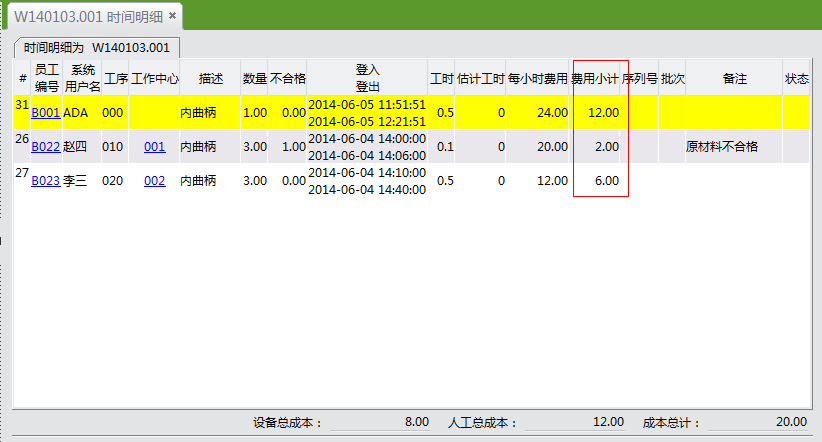 W140103.001 时间明细 ×
时间明细为 W140103.001
# 员工编号 系统用户名 工序 工作中心 描述 数量 不合格 登入登出 工时 估计工时 每小时费用 费用小计 序列号 批次 备注 状态
31 B001 ADA 000 内曲柄 1.00 0.00 2014-06-05 11:51:51 0.5 0 24.00 12.00
2014-06-05 12:21:51
26 B022 赵四 010 001 内曲柄 3.00 1.00 2014-06-04 14:00:00 0.1 0 20.00 2.00 原材料不合格
2014-06-04 14:06:00
27 B023 李三 020 002 内曲柄 3.00 0.00 2014-06-04 14:10:00 0.5 0 12.00 6.00
2014-06-04 14:40:00
设备总成本： 8.00 人工总成本： 12.00 成本总计： 20.00